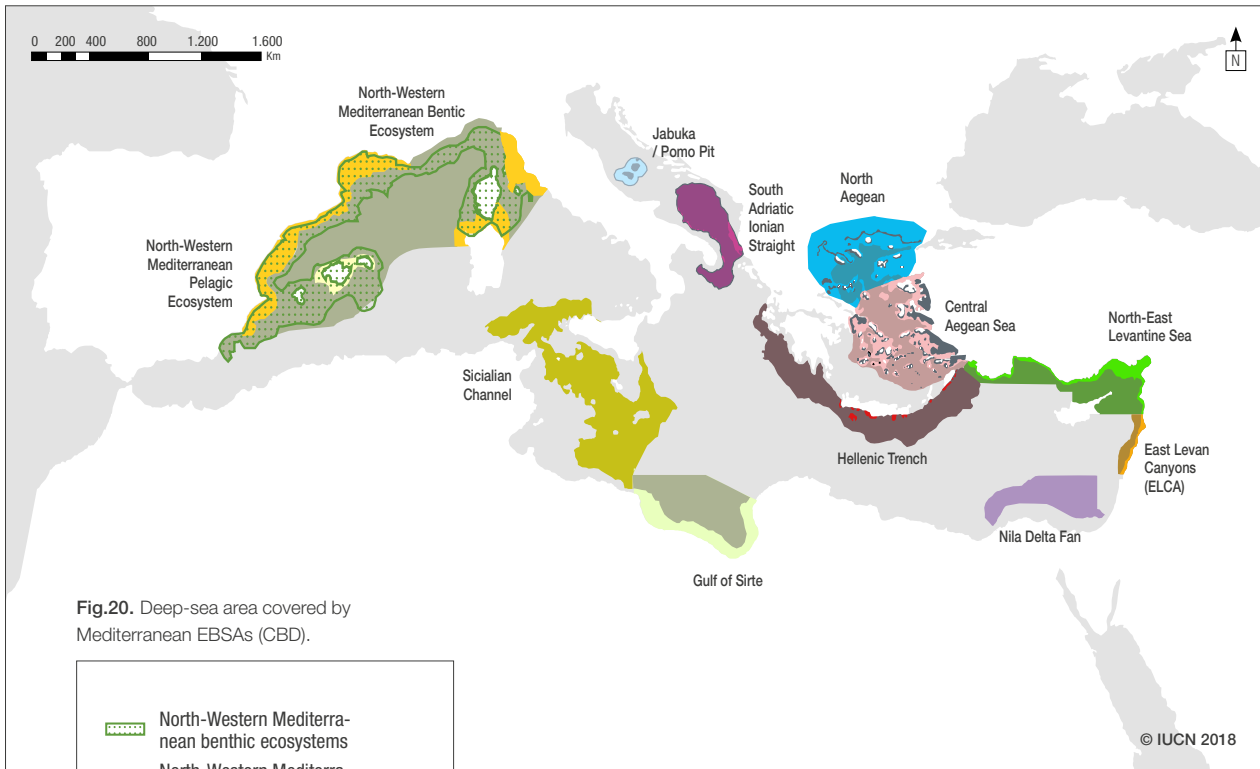 0 200 400 800 1.200 1.600
Km
N
North-Western
Mediterranean Bentic
Ecosystem
Jabuka
/ Pomo Pit
North
Aegean
South
Adriatic
Ionian
Straight
North-Western
Mediterranean
Pelagic
Ecosystem
Central
Aegean Sea
North-East
Levantine Sea
Sicialian
Channel
Hellenic Trench
East Levan
Canyons
(ELCA)
Nila Delta Fan
Gulf of Sirte
Fig.20. Deep-sea area covered by
Mediterranean EBSAs (CBD).
North-Western Mediterra-
nean benthic ecosystems
North-Western Mediterra-
© IUCN 2018